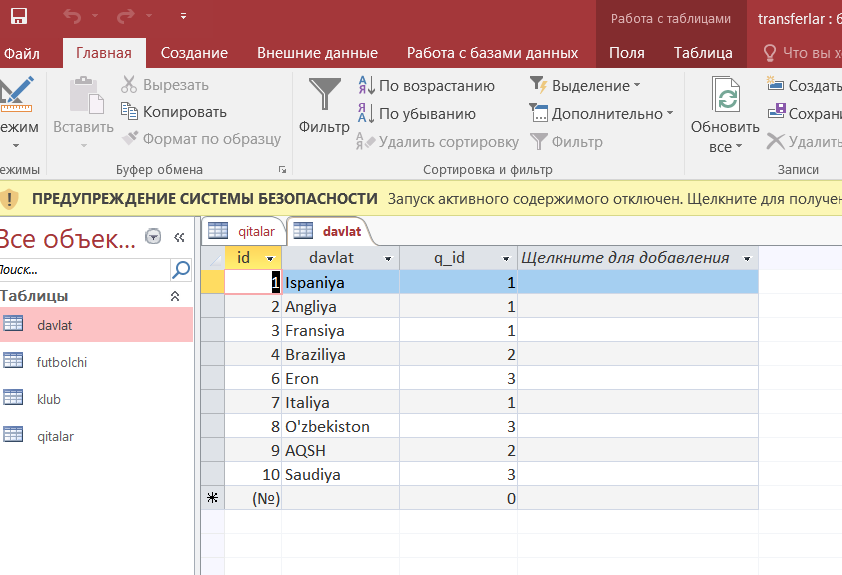 Работа с таблицами
transferlar : 6
Файл Главная Создание Внешние данные Работа с базами данных Поля Таблица Что вы х
ежим
ежимы
Вставить
Вырезать
Копировать
Формат по образцу
Буфер обмена
Фильтр
По возрастанию
По убыванию
Удалить сортировку
Выделение
Дополнительно
Фильтр
Сортировка и фильтр
Обновить
все
Создать
Сохрани
Удалить
Записи
ПРЕДУПРЕЖДЕНИЕ СИСТЕМЫ БЕЗОПАСНОСТИ Запуск активного содержимого отключен. Щелкните для получен
Все объек...
Поиск...
Таблицы
davlat
futbolchi
klub
qitalar
qitalar davlat
id davlat q_id Щелкните для добавления
1 Ispaniya 1
2 Angliya 1
3 Fransiya 1
4 Braziliya 2
6 Eron 3
7 Italiya 1
8 O'zbekiston 3
9 AQSH 2
10 Saudiya 3
(№) 0